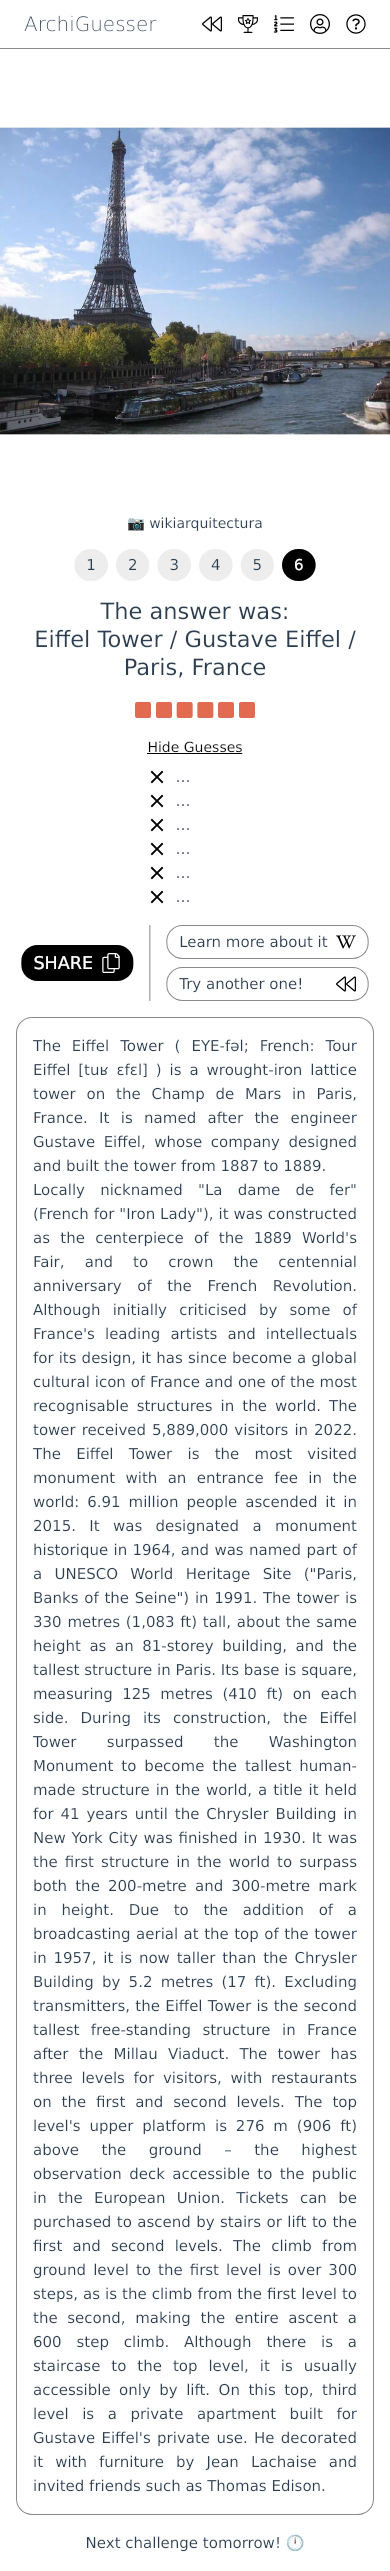 ArchiGuesser
📷 wikiarquitectura
1 2 3 4 5 6
The answer was:
Eiffel Tower / Gustave Eiffel /
Paris, France
Hide Guesses
✕ ...
✕ ...
✕ ...
✕ ...
✕ ...
✕ ...
SHARE
Learn more about it W
Try another one!
The Eiffel Tower ( EYE-fəl; French: Tour
Eiffel [tuʁ ɛfɛl] ) is a wrought-iron lattice
tower on the Champ de Mars in Paris,
France. It is named after the engineer
Gustave Eiffel, whose company designed
and built the tower from 1887 to 1889.
Locally nicknamed "La dame de fer"
(French for "Iron Lady"), it was constructed
as the centerpiece of the 1889 World's
Fair, and to crown the centennial
anniversary of the French Revolution.
Although initially criticised by some of
France's leading artists and intellectuals
for its design, it has since become a global
cultural icon of France and one of the most
recognisable structures in the world. The
tower received 5,889,000 visitors in 2022.
The Eiffel Tower is the most visited
monument with an entrance fee in the
world: 6.91 million people ascended it in
2015. It was designated a monument
historique in 1964, and was named part of
a UNESCO World Heritage Site ("Paris,
Banks of the Seine") in 1991. The tower is
330 metres (1,083 ft) tall, about the same
height as an 81-storey building, and the
tallest structure in Paris. Its base is square,
measuring 125 metres (410 ft) on each
side. During its construction, the Eiffel
Tower surpassed the Washington
Monument to become the tallest human-
made structure in the world, a title it held
for 41 years until the Chrysler Building in
New York City was finished in 1930. It was
the first structure in the world to surpass
both the 200-metre and 300-metre mark
in height. Due to the addition of a
broadcasting aerial at the top of the tower
in 1957, it is now taller than the Chrysler
Building by 5.2 metres (17 ft). Excluding
transmitters, the Eiffel Tower is the second
tallest free-standing structure in France
after the Millau Viaduct. The tower has
three levels for visitors, with restaurants
on the first and second levels. The top
level's upper platform is 276 m (906 ft)
above the ground – the highest
observation deck accessible to the public
in the European Union. Tickets can be
purchased to ascend by stairs or lift to the
first and second levels. The climb from
ground level to the first level is over 300
steps, as is the climb from the first level to
the second, making the entire ascent a
600 step climb. Although there is a
staircase to the top level, it is usually
accessible only by lift. On this top, third
level is a private apartment built for
Gustave Eiffel's private use. He decorated
it with furniture by Jean Lachaise and
invited friends such as Thomas Edison.
Next challenge tomorrow! 🕛